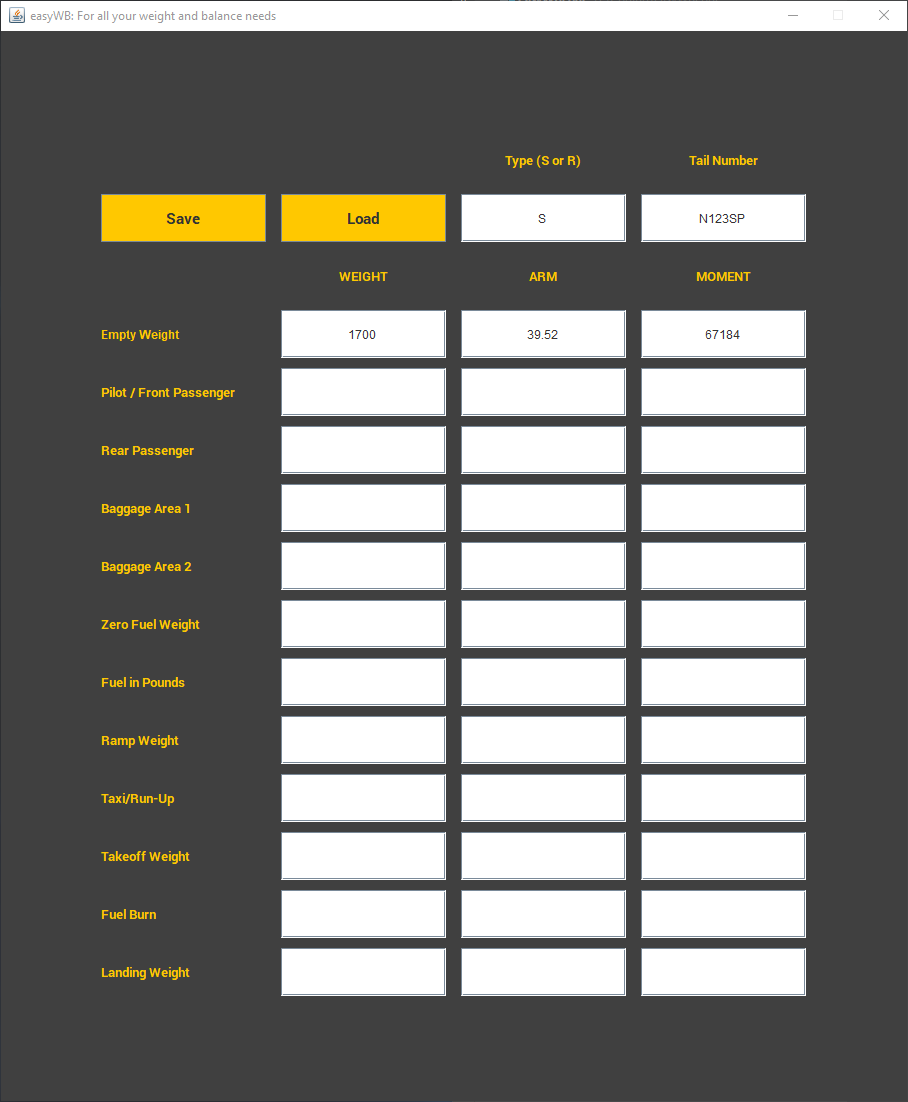 easyWB: For all your weight and balance needs
Type (S or R) Tail Number
Save Load S N123SP
WEIGHT ARM MOMENT
Empty Weight 1700 39.52 67184
Pilot / Front Passenger
Rear Passenger
Baggage Area 1
Baggage Area 2
Zero Fuel Weight
Fuel in Pounds
Ramp Weight
Taxi/Run-Up
Takeoff Weight
Fuel Burn
Landing Weight